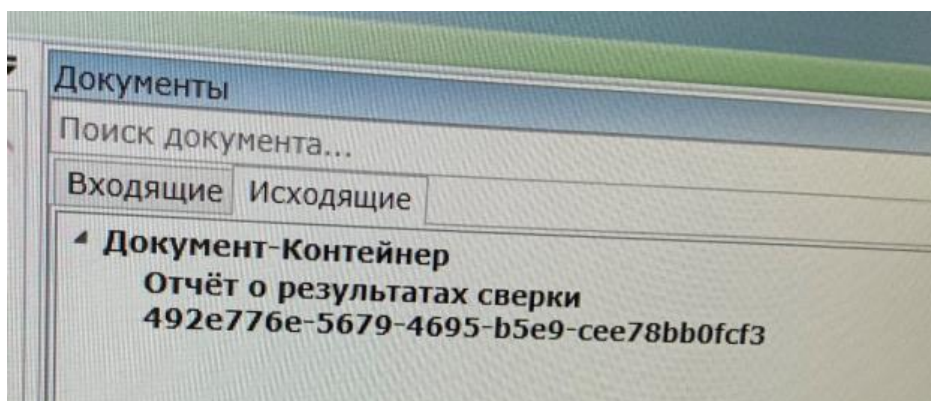 Документы
Поиск документа...
Входящие Исходящие
Документ-Контейнер
Отчёт о результатах сверки
492e776e-5679-4695-b5e9-cee78bb0fcf3